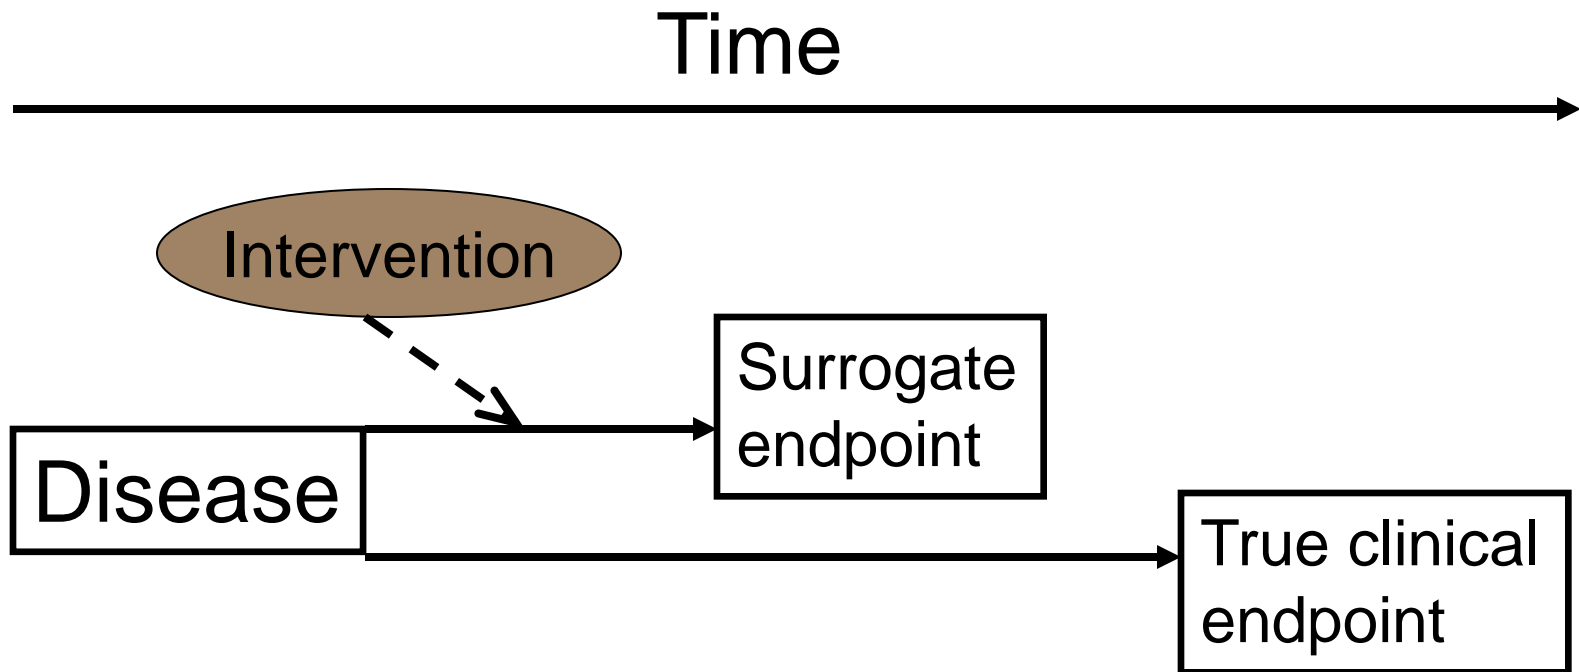 Time
Intervention
Surrogate
endpoint
Disease
True clinical
endpoint